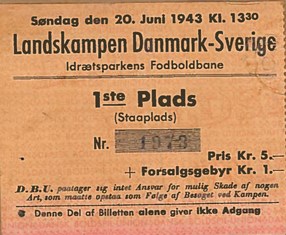 Søndag den 20. Juni 1943 Kl. 13³⁰
Landskampen Danmark-Sverige
Idrætsparkens Fodboldbane
1ste Plads
(Staaplads)
Nr. 1073
Pris Kr. 5.—
+ Forsalgsgebyr Kr. 1.—
D.B.U. paatager sig intet Ansvar for mulig Skade af nogen
Art, som maatte opstaa som Følge af Besøget ved Kampen.
Denne Del af Billetten alene giver ikke Adgang